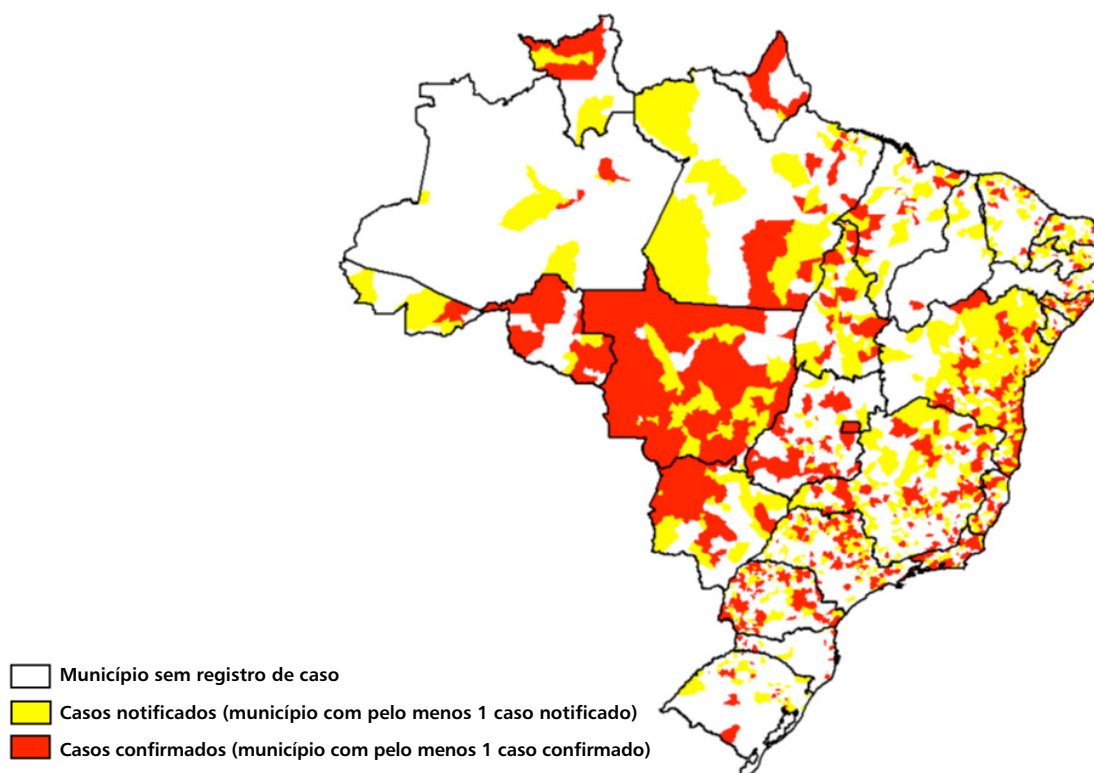 Município sem registro de caso
Casos notificados (município com pelo menos 1 caso notificado)
Casos confirmados (município com pelo menos 1 caso confirmado)